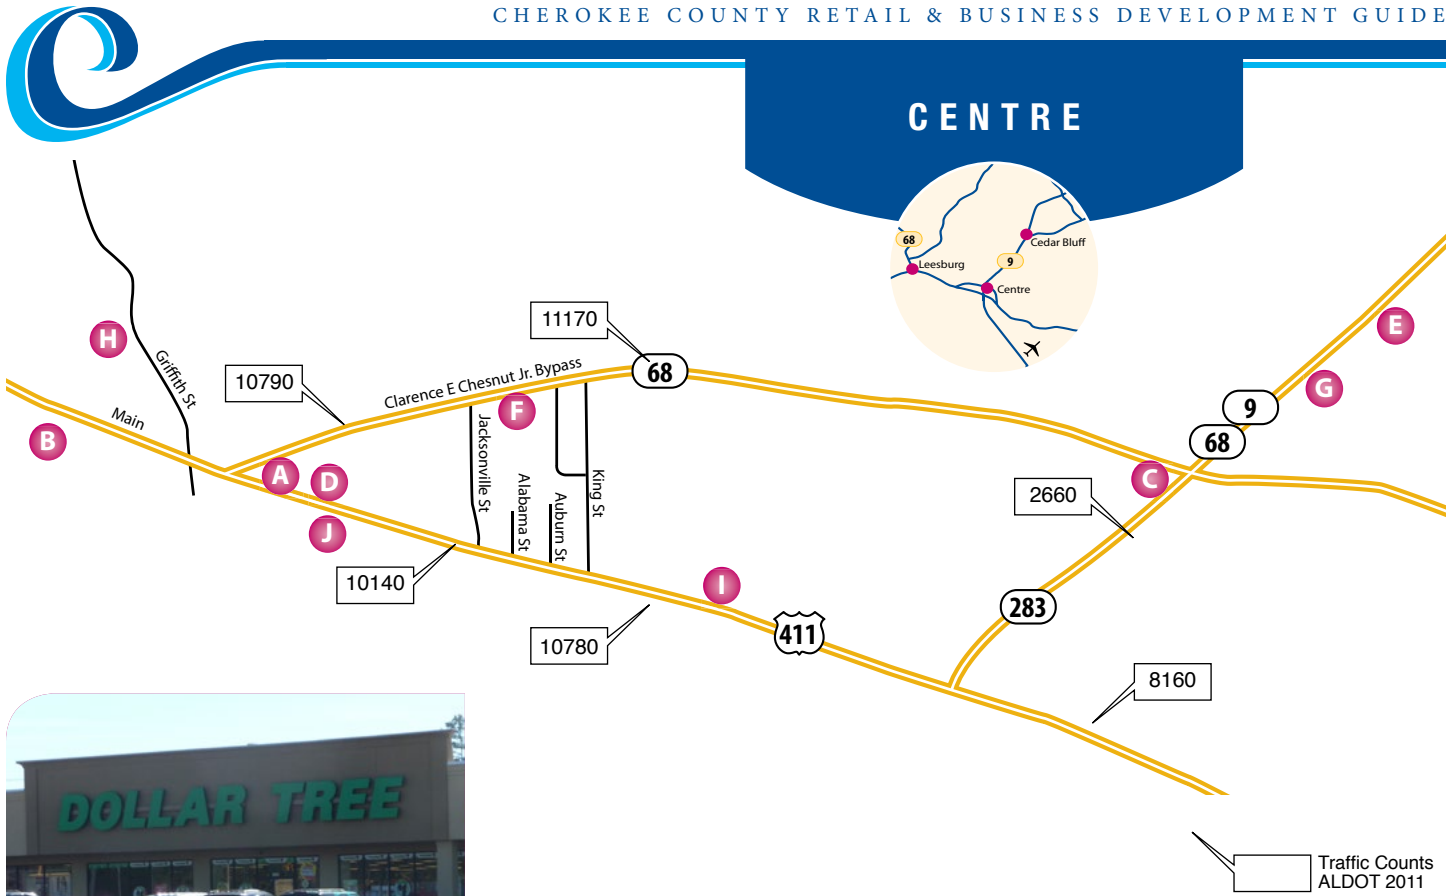 CHEROKEE COUNTY RETAIL & BUSINESS DEVELOPMENT GUIDE
CENTRE
68
Cedar Bluff
9
Leesburg
Centre
E
11170
H
Griffith St
10790
Clarence E Chesnut Jr. Bypass
68
G
9
F
Main
B
68
Jacksonville St
Alabama St
Auburn St
King St
A
D
C
2660
J
10140
I
283
411
10780
8160
DOLLAR TREE
Traffic Counts
ALDOT 2011